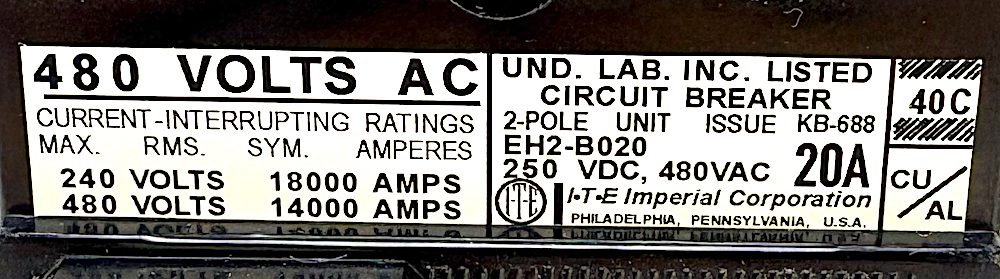 480 VOLTS AC
CURRENT-INTERRUPTING RATINGS
MAX. RMS. SYM. AMPERES
240 VOLTS 18000 AMPS
480 VOLTS 14000 AMPS
UND. LAB. INC. LISTED
CIRCUIT BREAKER
2-POLE UNIT ISSUE KB-688
EH2-B020
250 VDC, 480VAC 20A
I-T-E I-T-E Imperial Corporation
PHILADELPHIA, PENNSYLVANIA, U.S.A.
40C
CU/AL